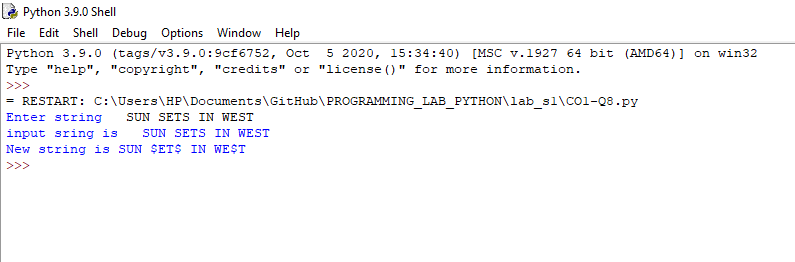 Python 3.9.0 Shell
File Edit Shell Debug Options Window Help
Python 3.9.0 (tags/v3.9.0:9cf6752, Oct  5 2020, 15:34:40) [MSC v.1927 64 bit (AMD64)] on win32
Type "help", "copyright", "credits" or "license()" for more information.
>>>
= RESTART: C:\Users\HP\Documents\GitHub\PROGRAMMING_LAB_PYTHON\lab_s1\CO1-Q8.py
Enter string   SUN SETS IN WEST
input sring is   SUN SETS IN WEST
New string is SUN $ET$ IN WE$T
>>>